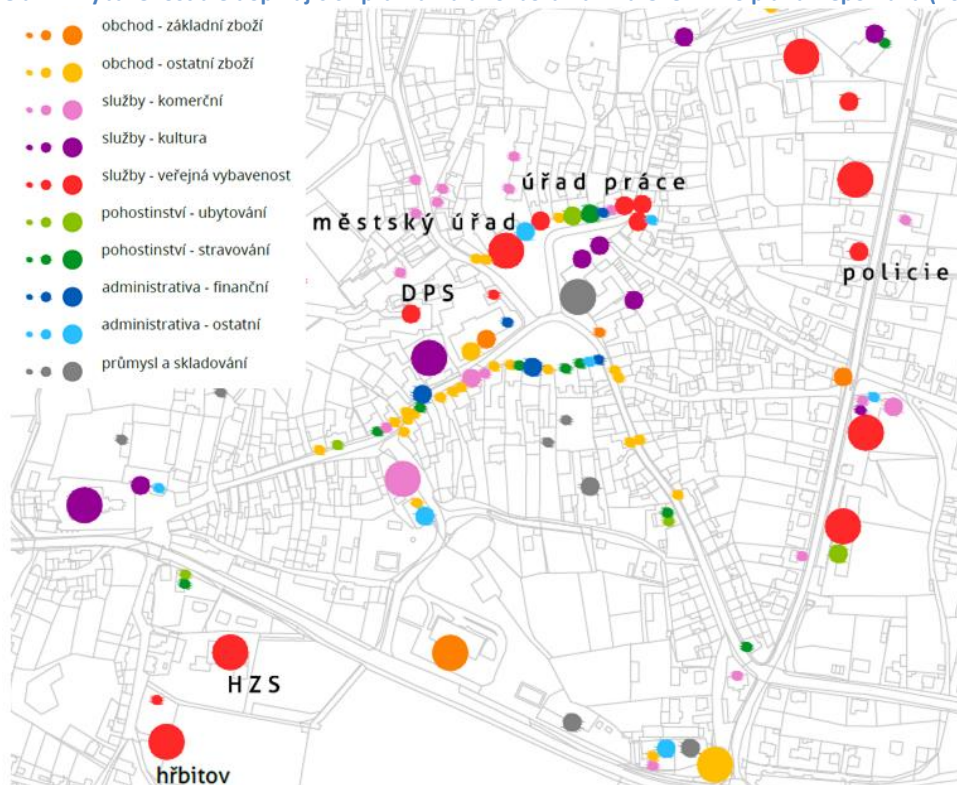 obchod - základní zboží
obchod - ostatní zboží
služby - komerční
služby - kultura
služby - veřejná vybavenost
pohostinství - ubytování
pohostinství - stravování
administrativa - finanční
administrativa - ostatní
průmysl a skladování
úřad práce
městský úřad
policie
DPS
HZS
hřbitov